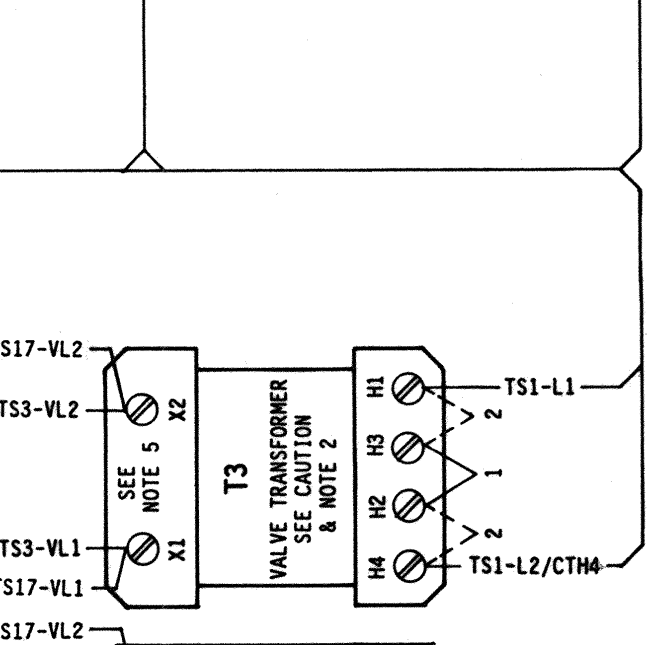 S17-VL2
TS3-VL2
X2
SEE
NOTE 5
TS3-VL1
X1
TS17-VL1
S17-VL2
T3
VALVE TRANSFORMER
SEE CAUTION
& NOTE 2
H1
TS1-L1
2
H3
1
H2
2
H4
TS1-L2/CTH4